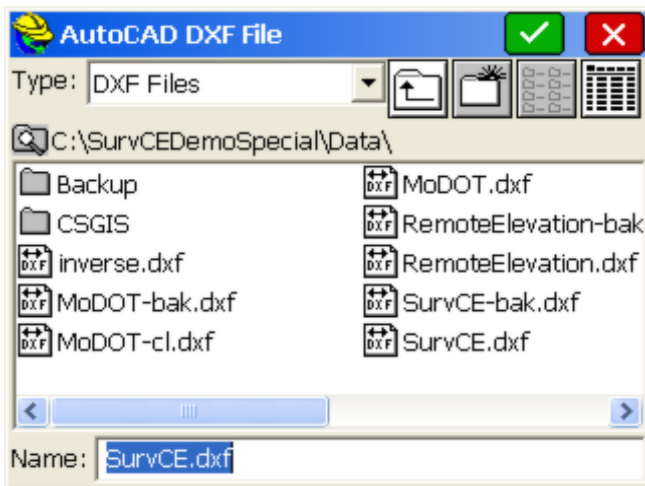 AutoCAD DXF File
Type: DXF Files
C:\SurvCEDemoSpecial\Data\
Backup
CSGIS
inverse.dxf
MoDOT-bak.dxf
MoDOT-cl.dxf
MoDOT.dxf
RemoteElevation-bak
RemoteElevation.dxf
SurvCE-bak.dxf
SurvCE.dxf
Name: SurvCE.dxf